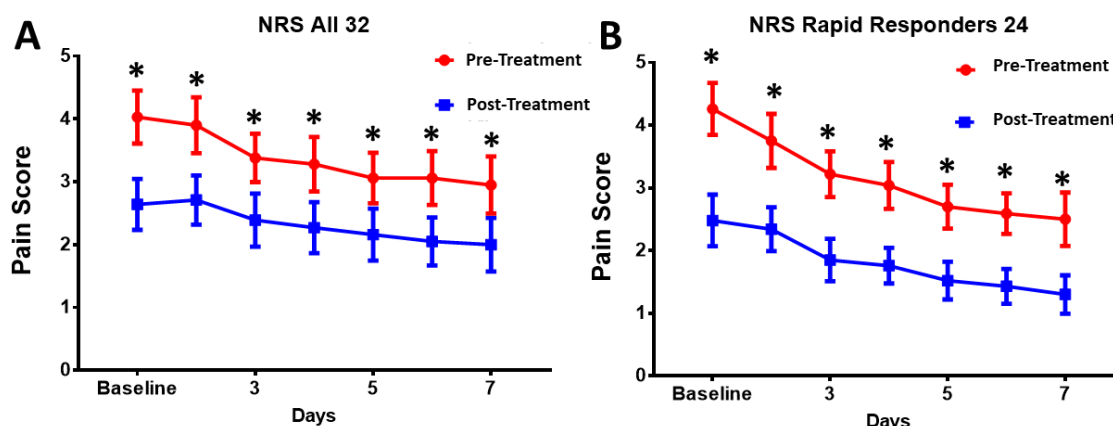 A
NRS All 32
Pre-Treatment
Post-Treatment
* * * * * * *
Pain Score
5
4
3
2
1
0
Baseline 3 5 7
Days
B
NRS Rapid Responders 24
Pre-Treatment
Post-Treatment
* * * * * * *
Pain Score
5
4
3
2
1
0
Baseline 3 5 7
Days